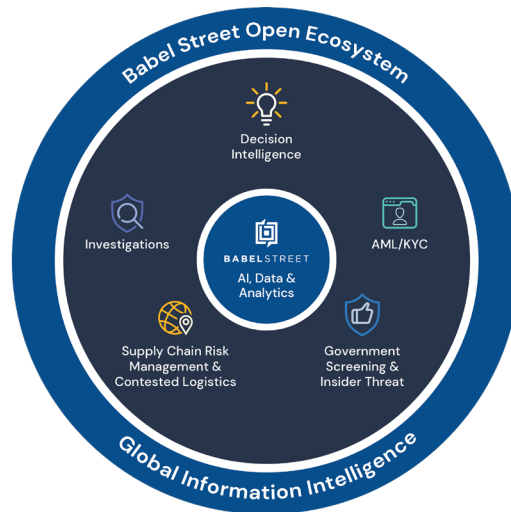 Babel Street Open Ecosystem
Decision
Intelligence
Investigations
AML/KYC
BABELSTREET
AI, Data &
Analytics
Supply Chain Risk
Management &
Contested Logistics
Government
Screening &
Insider Threat
Global Information Intelligence